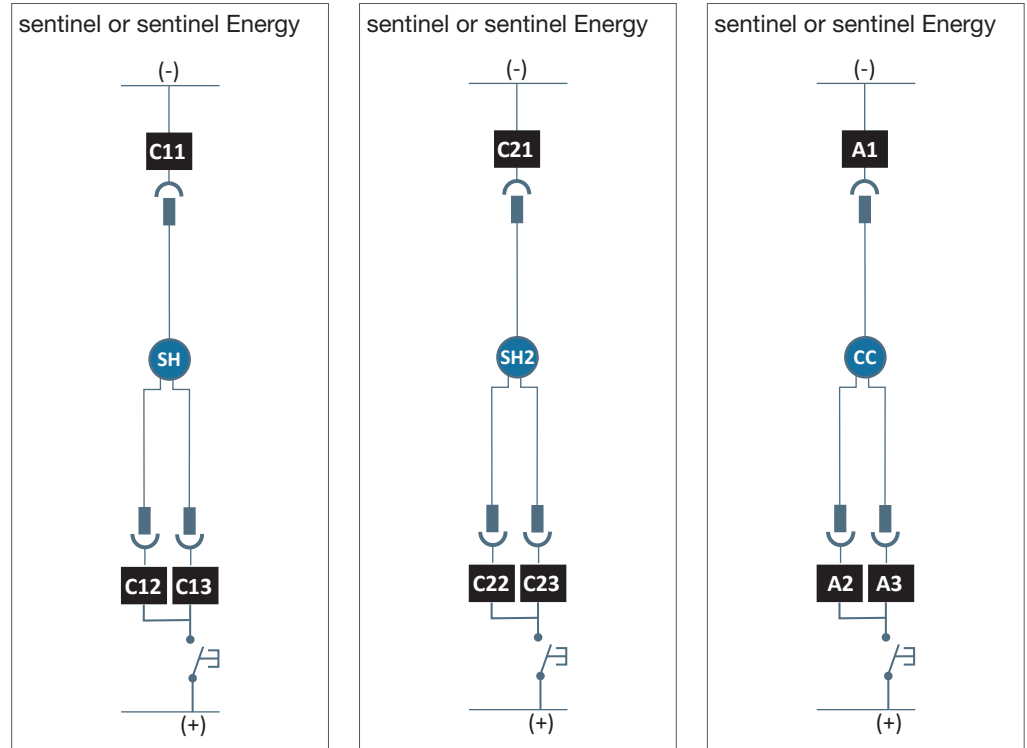 sentinel or sentinel Energy
(-)
C11
SH
C12 C13
(+)
sentinel or sentinel Energy
(-)
C21
SH2
C22 C23
(+)
sentinel or sentinel Energy
(-)
A1
CC
A2 A3
(+)